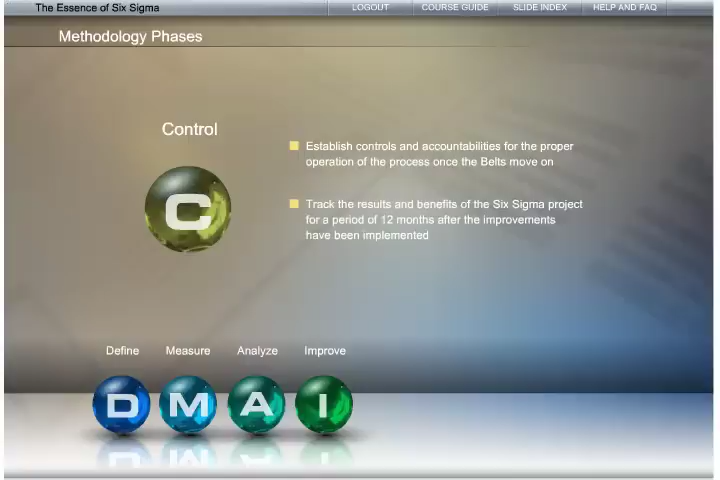 The Essence of Six Sigma
LOGOUT
COURSE GUIDE
SLIDE INDEX
HELP AND FAQ
Methodology Phases
Control
C
Establish controls and accountabilities for the proper
operation of the process once the Belts move on
Track the results and benefits of the Six Sigma project
for a period of 12 months after the improvements
have been implemented
Define
Measure
Analyze
Improve
D
M
A
I